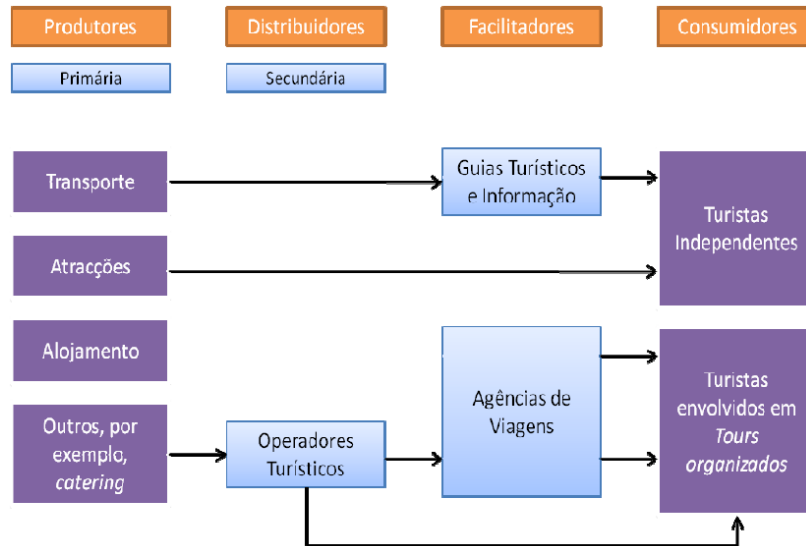 Produtores
Distribuidores
Facilitadores
Consumidores
Primária
Secundária
Transporte
Guias Turísticos
e Informação
Turistas
Independentes
Atracções
Alojamento
Agências de
Viagens
Turistas
envolvidos em
Tours
organizados
Outros, por
exemplo,
catering
Operadores
Turísticos